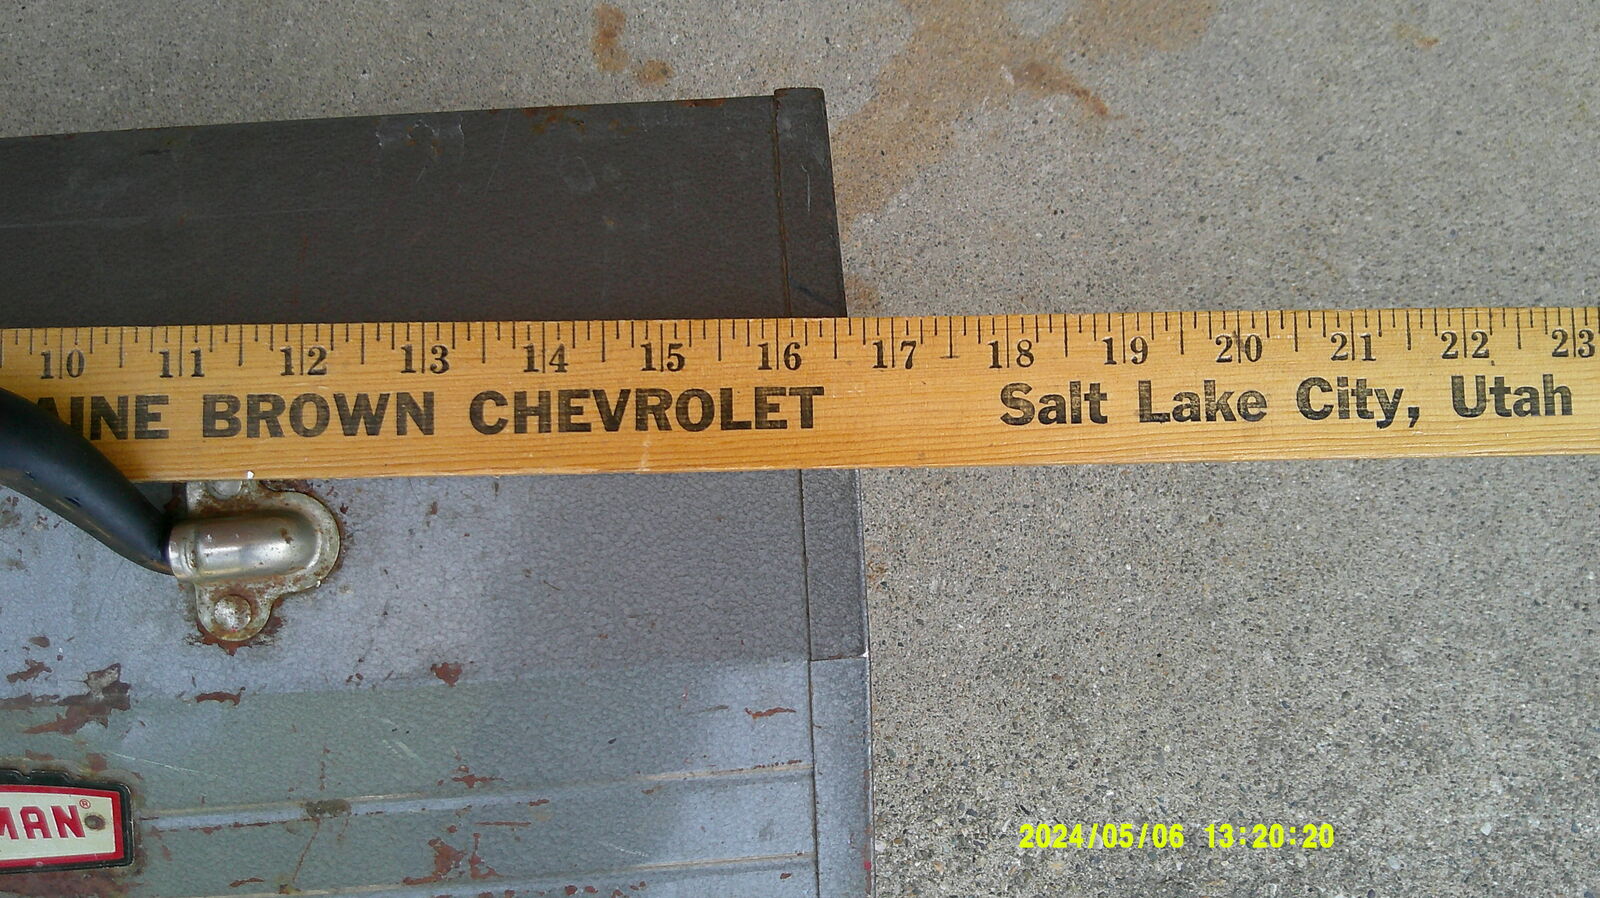 10 11 12 13 14 15 16 17 18 19 20 21 22 23
AINE BROWN CHEVROLET Salt Lake City, Utah
MAN®
2024/05/06 13:20:20